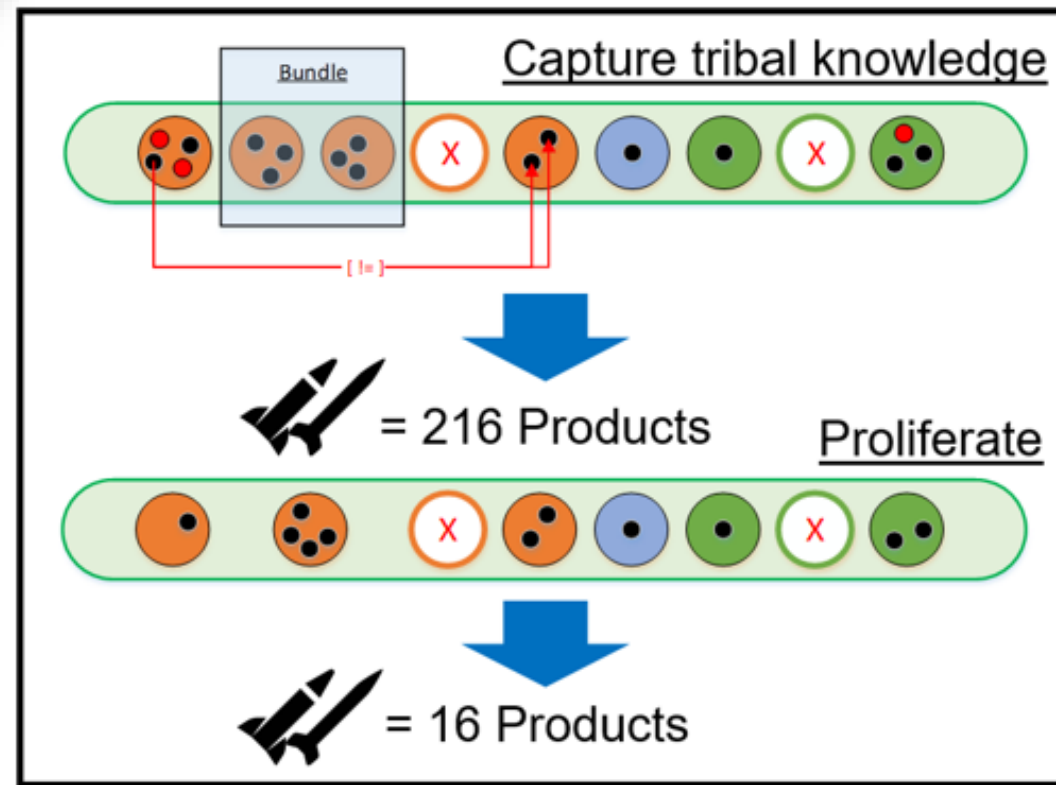 Capture tribal knowledge
Bundle
X
X
[ != ]
= 216 Products
Proliferate
X
X
= 16 Products